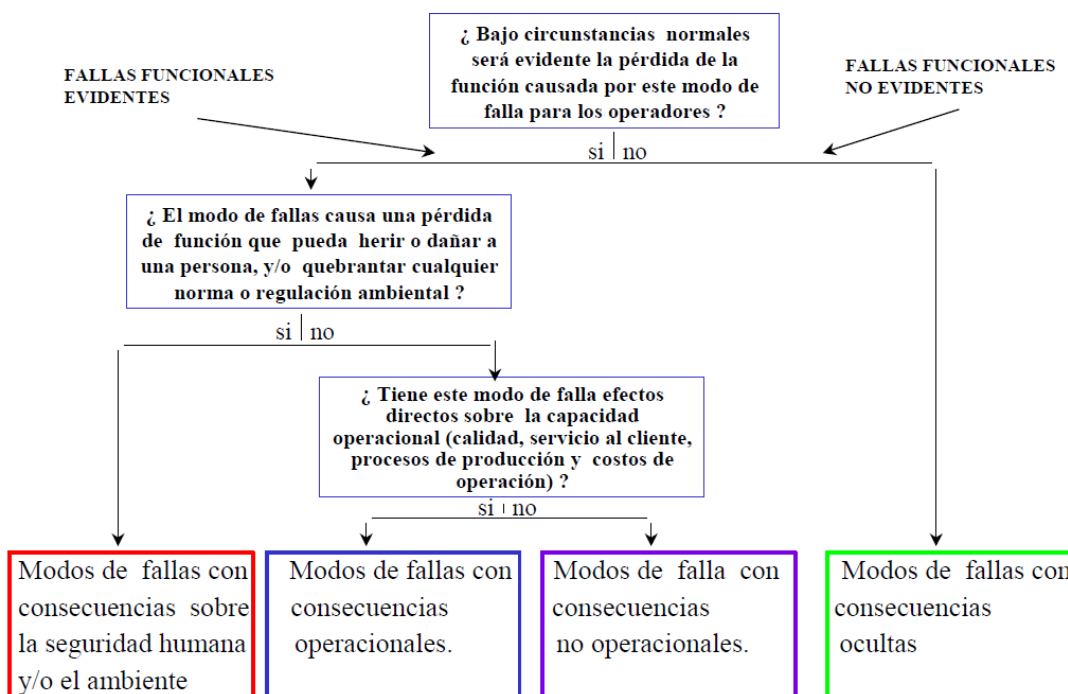 ¿ Bajo circunstancias normales
será evidente la pérdida de la
función causada por este modo de
falla para los operadores ?
FALLAS FUNCIONALES
EVIDENTES
FALLAS FUNCIONALES
NO EVIDENTES
si no
¿ El modo de fallas causa una pérdida
de función que pueda herir o dañar a
una persona, y/o quebrantar cualquier
norma o regulación ambiental ?
si no
¿ Tiene este modo de falla efectos
directos sobre la capacidad
operacional (calidad, servicio al cliente,
procesos de producción y costos de
operación) ?
si no
Modos de fallas con
consecuencias sobre
la seguridad humana
y/o el ambiente
Modos de fallas con
consecuencias
operacionales.
Modos de falla con
consecuencias
no operacionales.
Modos de fallas con
consecuencias
ocultas